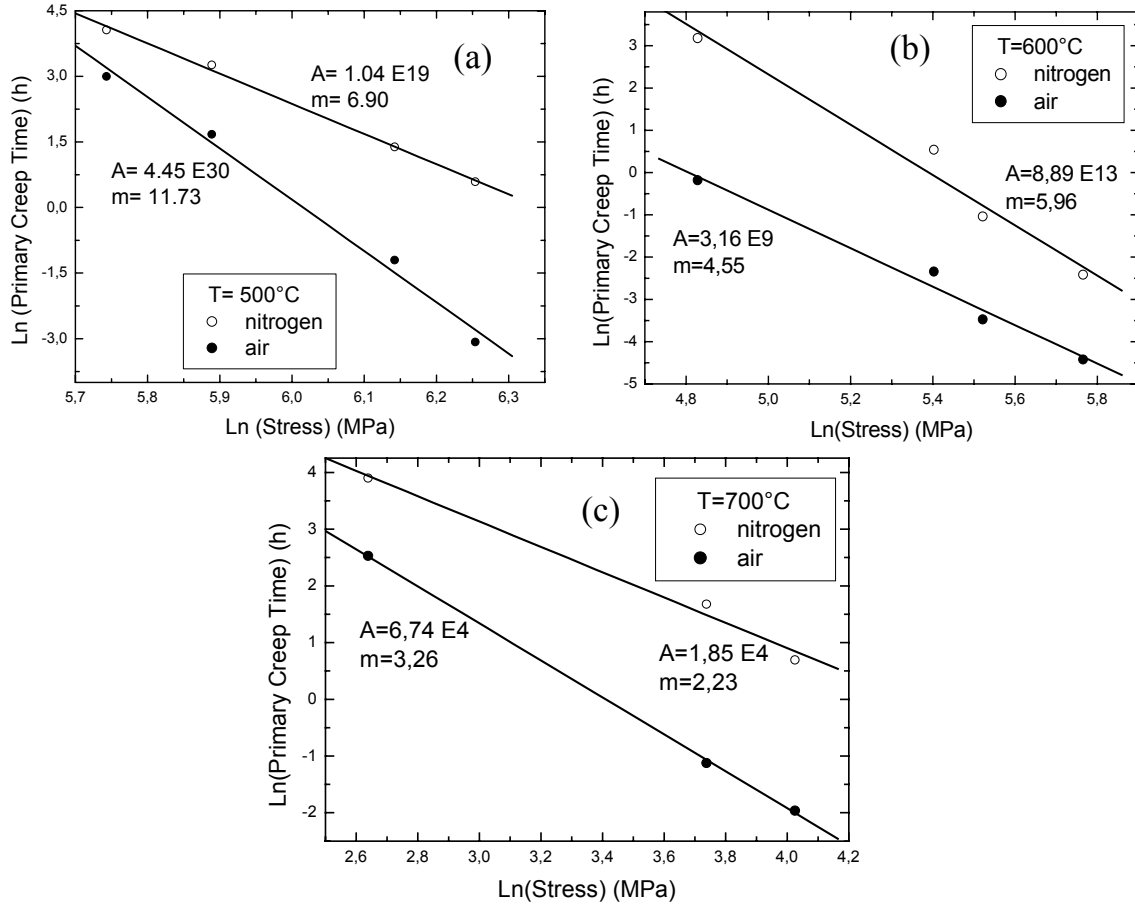 (a)
A= 1.04 E19
m= 6.90
A= 4.45 E30
m= 11.73
T= 500°C
nitrogen
air
4,5
3,0
1,5
0,0
-1,5
-3,0
Ln (Primary Creep Time) (h)
5,7 5,8 5,9 6,0 6,1 6,2 6,3
Ln (Stress) (MPa)
(b)
T=600°C
nitrogen
air
A=8,89 E13
m=5,96
A=3,16 E9
m=4,55
3
2
1
0
-1
-2
-3
-4
-5
Ln(Primary Creep Time) (h)
4,8 5,0 5,2 5,4 5,6 5,8
Ln(Stress) (MPa)
(c)
T=700°C
nitrogen
air
A=6,74 E4
m=3,26
A=1,85 E4
m=2,23
4
3
2
1
0
-1
-2
Ln(Primary Creep Time) (h)
2,6 2,8 3,0 3,2 3,4 3,6 3,8 4,0 4,2
Ln(Stress) (MPa)